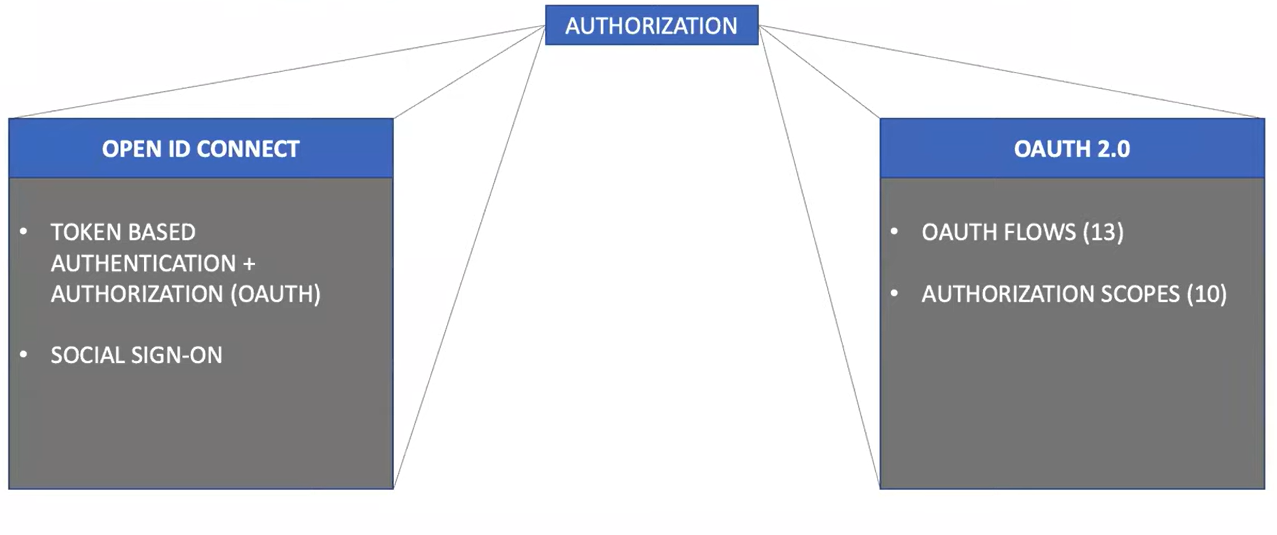 AUTHORIZATION
OPEN ID CONNECT
• TOKEN BASED
AUTHENTICATION +
AUTHORIZATION (OAUTH)
• SOCIAL SIGN-ON
OAUTH 2.0
• OAUTH FLOWS (13)
• AUTHORIZATION SCOPES (10)